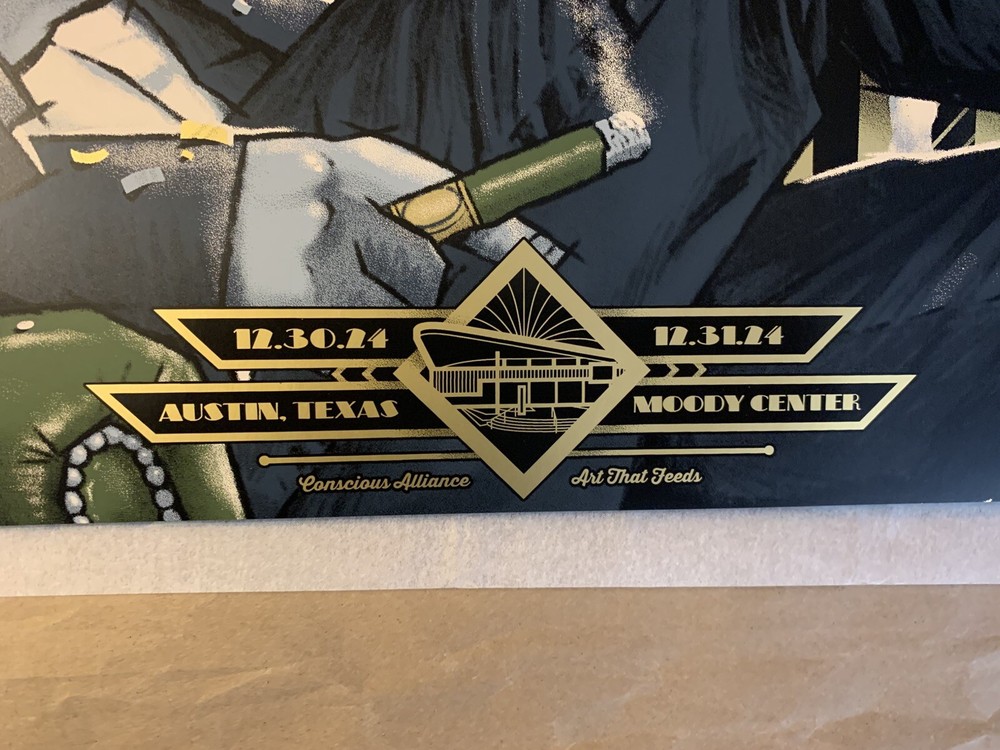 12.30.24
12.31.24
AUSTIN, TEXAS
MOODY CENTER
Conscious Alliance
Art That Feeds